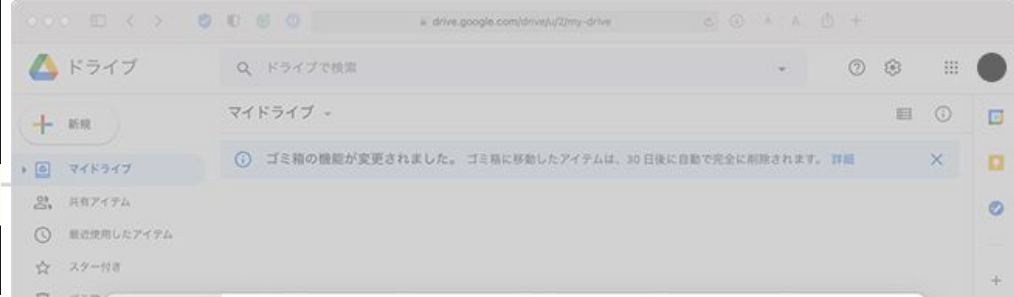 drive.google.com/drive/u/2/my-drive
ドライブ
ドライブで検索
マイドライブ
新規
ゴミ箱の機能が変更されました。 ゴミ箱に移動したアイテムは、30 日後に自動で完全に削除されます。 詳細
マイドライブ
共有アイテム
最近使用したアイテム
スター付き